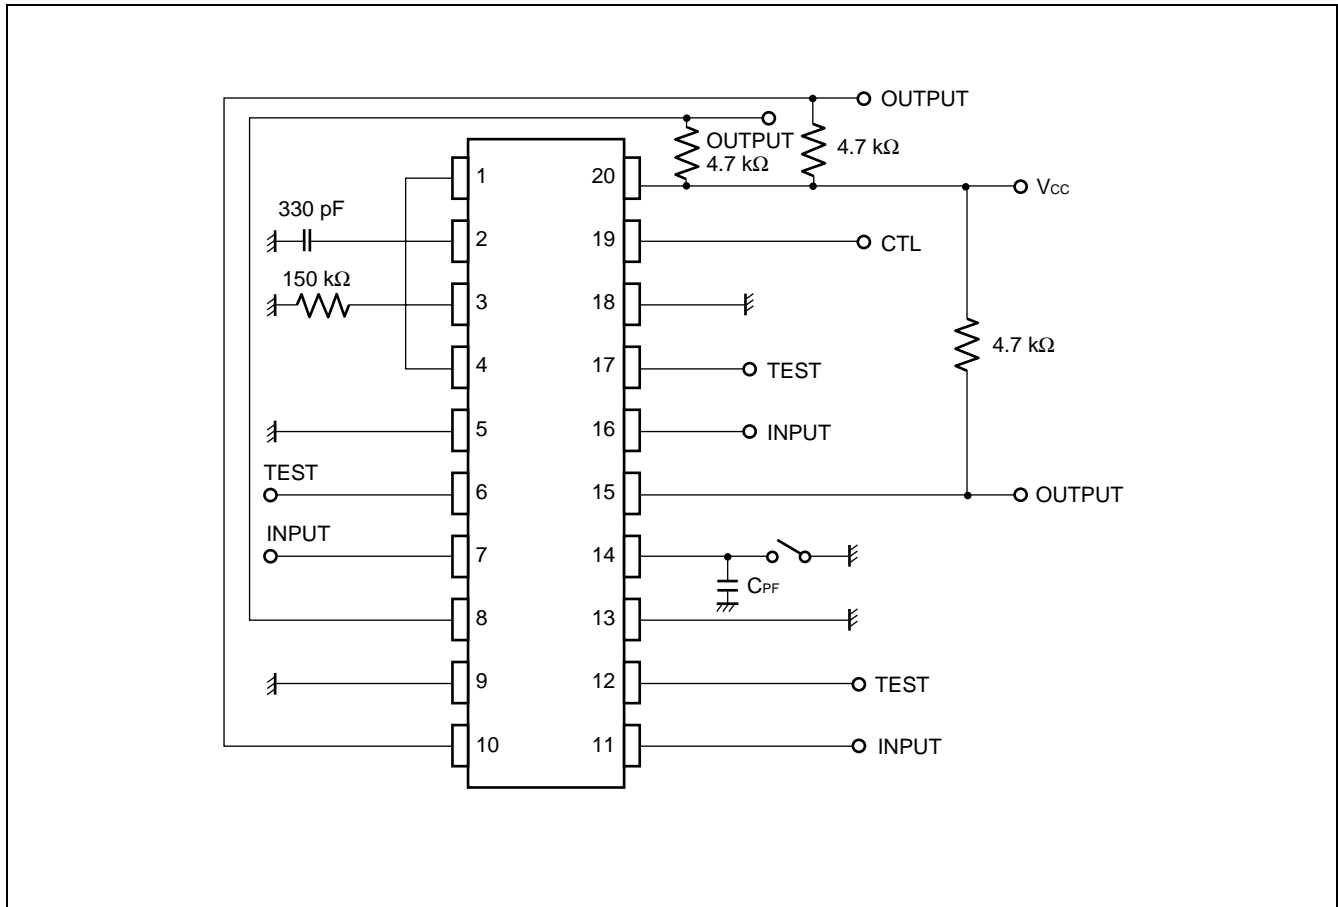 OUTPUT
OUTPUT
4.7 kΩ
4.7 kΩ
1
20
VCC
330 pF
2
19
CTL
150 kΩ
3
18
4
17
TEST
4.7 kΩ
5
16
INPUT
TEST
6
15
OUTPUT
INPUT
7
14
CPF
8
13
9
12
TEST
10
11
INPUT